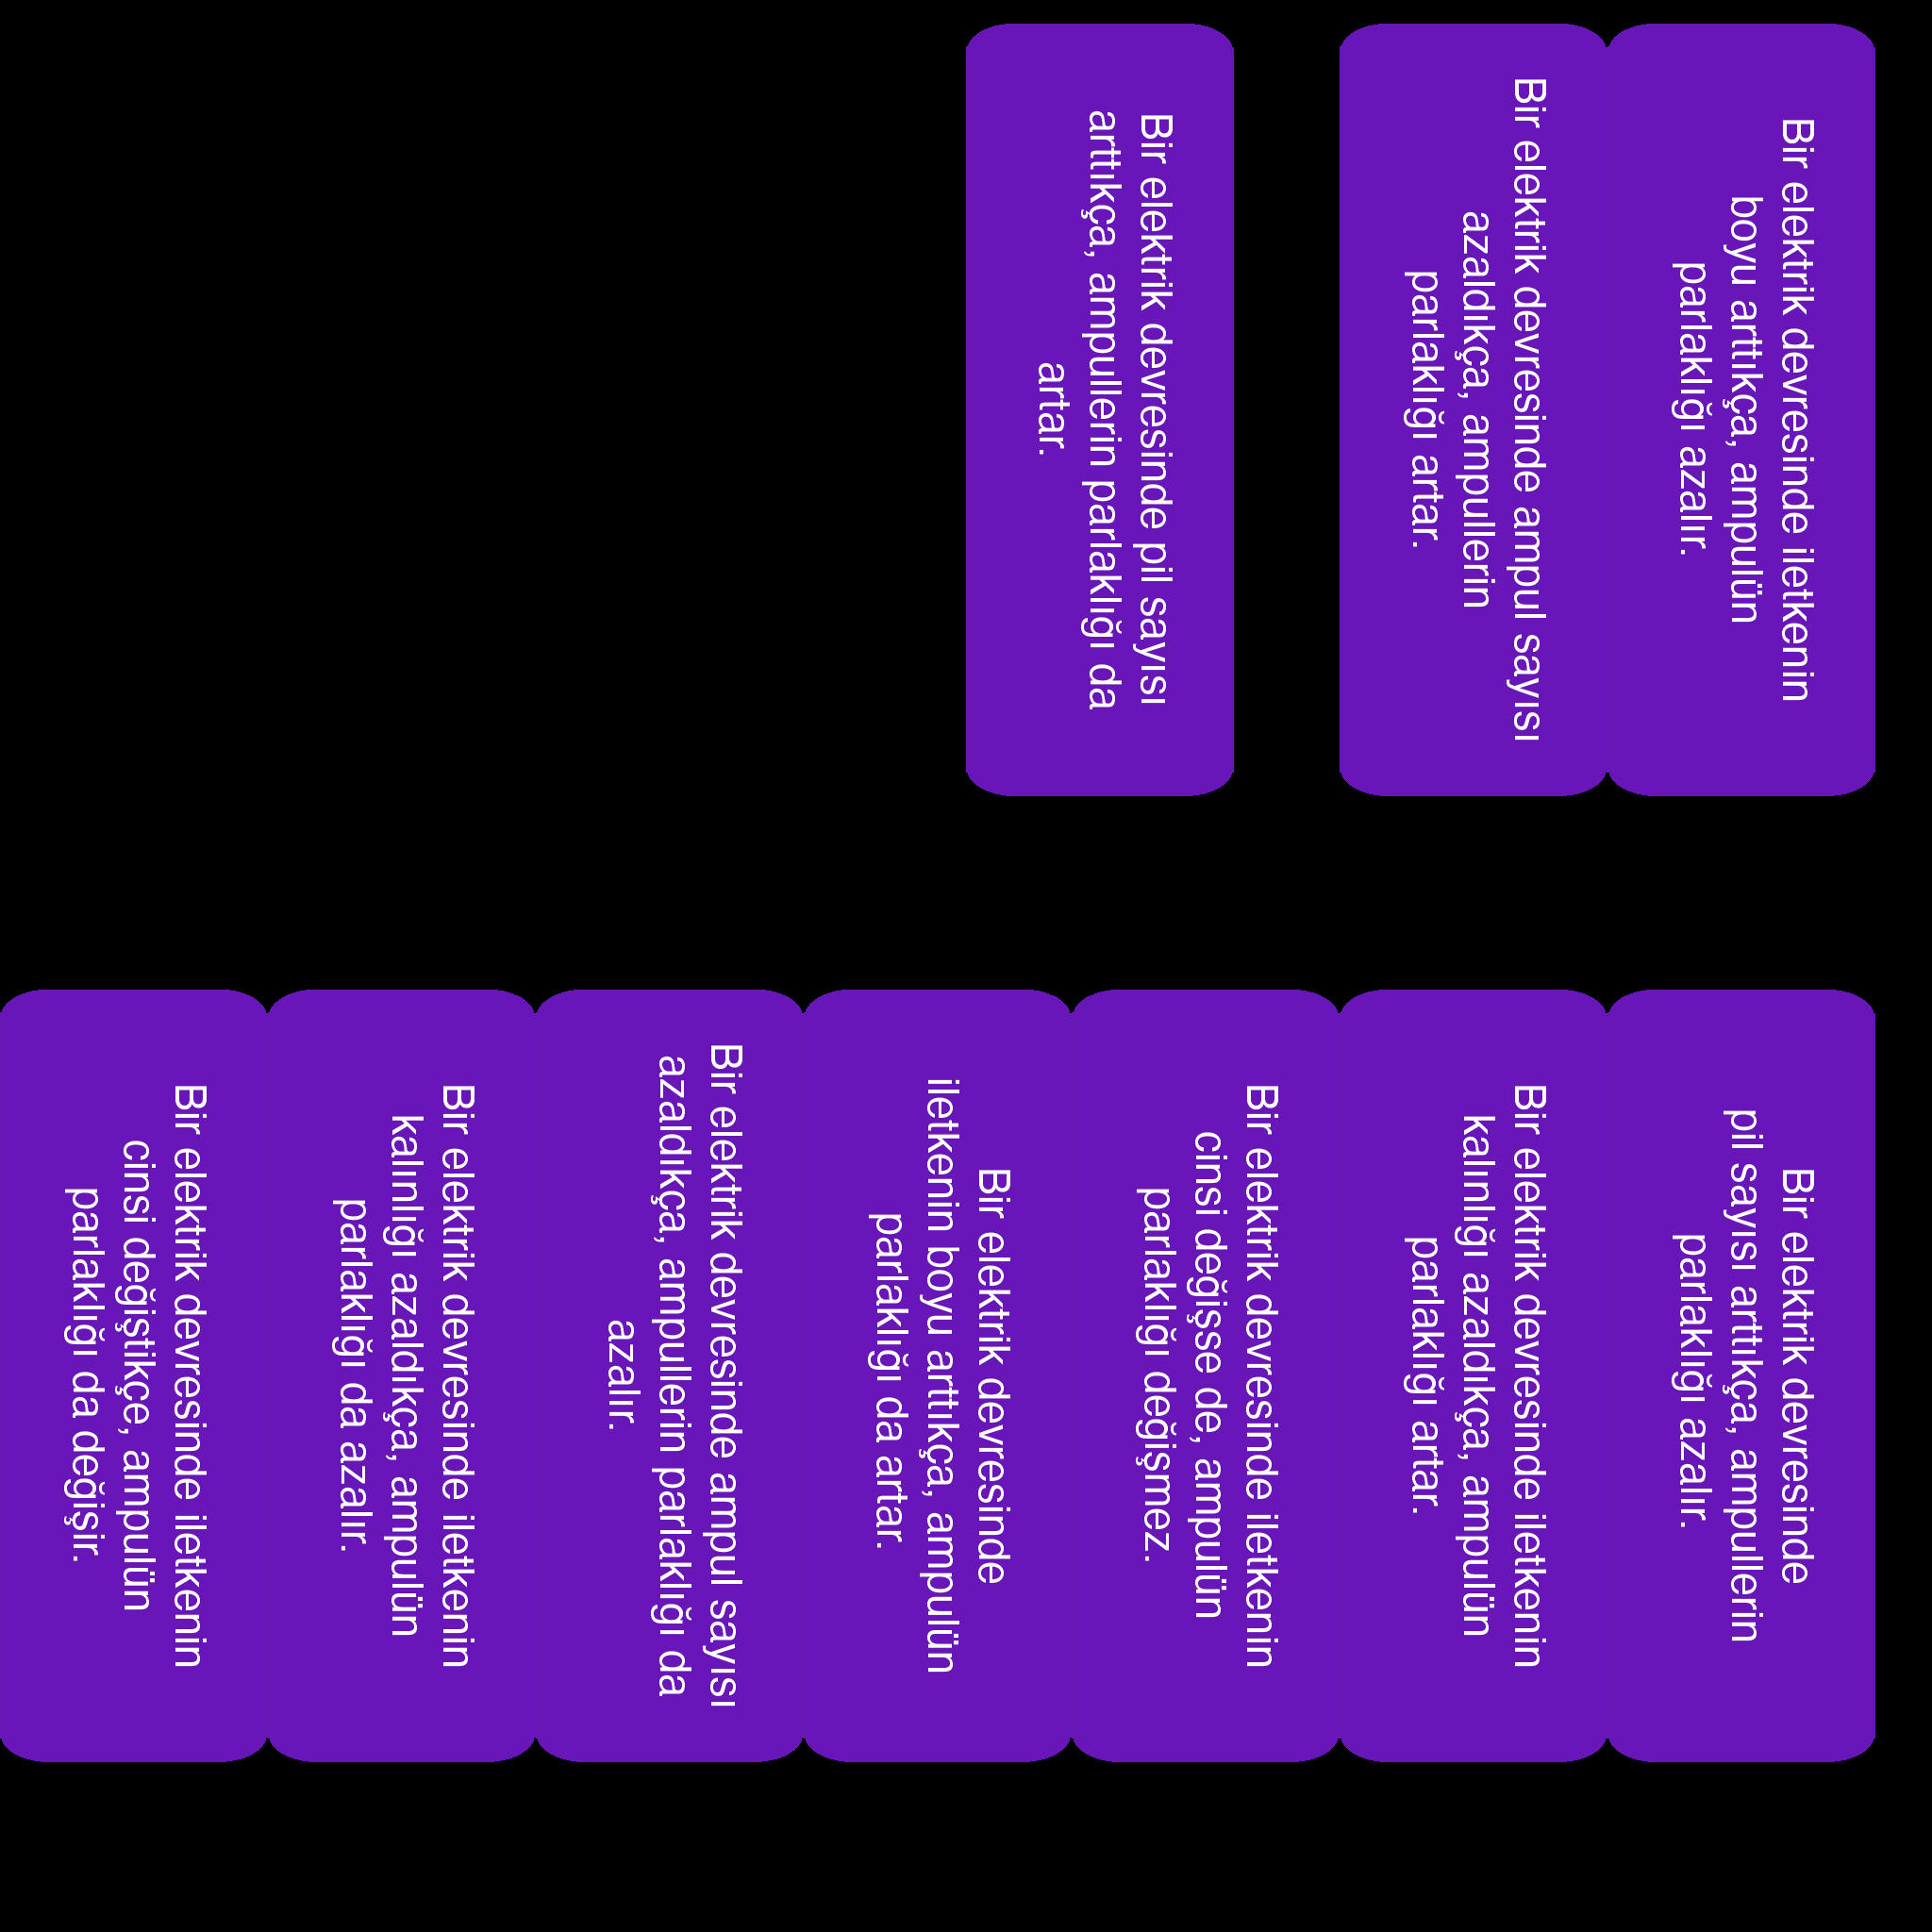 Bir elektrik devresinde iletkenin
boyu arttıkça, ampulün
parlaklığı azalır.
Bir elektrik devresinde ampul sayısı
azaldıkça, ampullerin
parlaklığı artar.
Bir elektrik devresinde pil sayısı
arttıkça, ampullerin parlaklığı da
artar.
Bir elektrik devresinde
pil sayısı arttıkça, ampullerin
parlaklığı azalır.
Bir elektrik devresinde iletkenin
kalınlığı azaldıkça, ampulün
parlaklığı artar.
Bir elektrik devresinde iletkenin
cinsi değişse de, ampulün
parlaklığı değişmez.
Bir elektrik devresinde
iletkenin boyu arttıkça, ampulün
parlaklığı da artar.
Bir elektrik devresinde ampul sayısı
azaldıkça, ampullerin parlaklığı da
azalır.
Bir elektrik devresinde iletkenin
kalınlığı azaldıkça, ampulün
parlaklığı da azalır.
Bir elektrik devresinde iletkenin
cinsi değiştikçe, ampulün
parlaklığı da değişir.